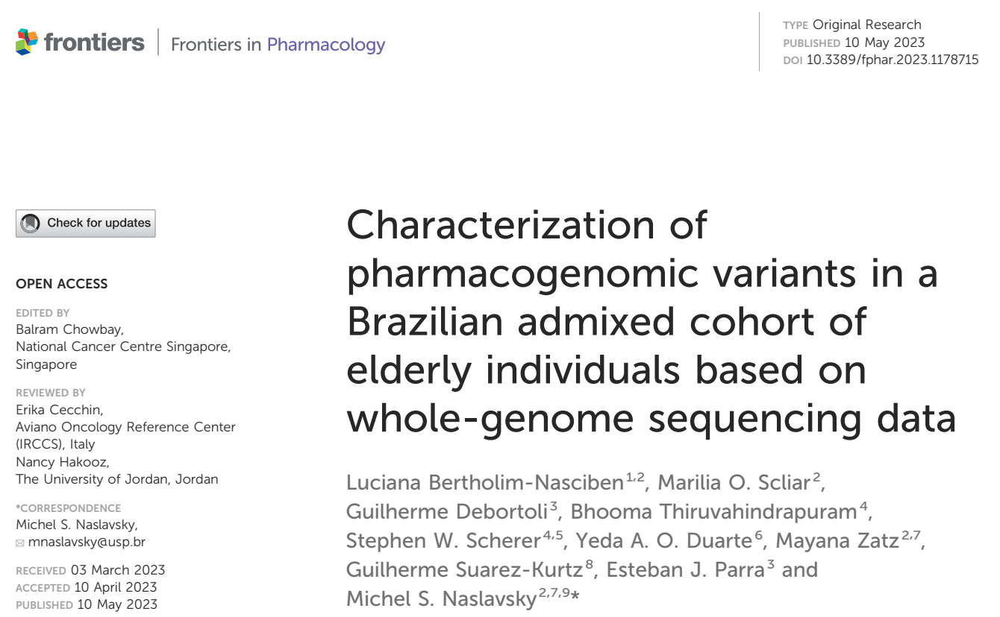 frontiers | Frontiers in Pharmacology
TYPE Original Research
PUBLISHED 10 May 2023
DOI 10.3389/fphar.2023.1178715
Check for updates
OPEN ACCESS
EDITED BY
Balram Chowbay,
National Cancer Centre Singapore,
Singapore
REVIEWED BY
Erika Cecchin,
Aviano Oncology Reference Center
(IRCCS), Italy
Nancy Hakooz,
The University of Jordan, Jordan
*CORRESPONDENCE
Michel S. Naslavsky,
✉ mnaslavsky@usp.br
RECEIVED 03 March 2023
ACCEPTED 10 April 2023
PUBLISHED 10 May 2023
Characterization of
pharmacogenomic variants in a
Brazilian admixed cohort of
elderly individuals based on
whole-genome sequencing data
Luciana Bertholim-Nasciben1,2, Marilia O. Scliar2,
Guilherme Debortoli3, Bhooma Thiruvahindrapuram4,
Stephen W. Scherer4,5, Yeda A. O. Duarte6, Mayana Zatz2,7,
Guilherme Suarez-Kurtz8, Esteban J. Parra3 and
Michel S. Naslavsky2,7,9*